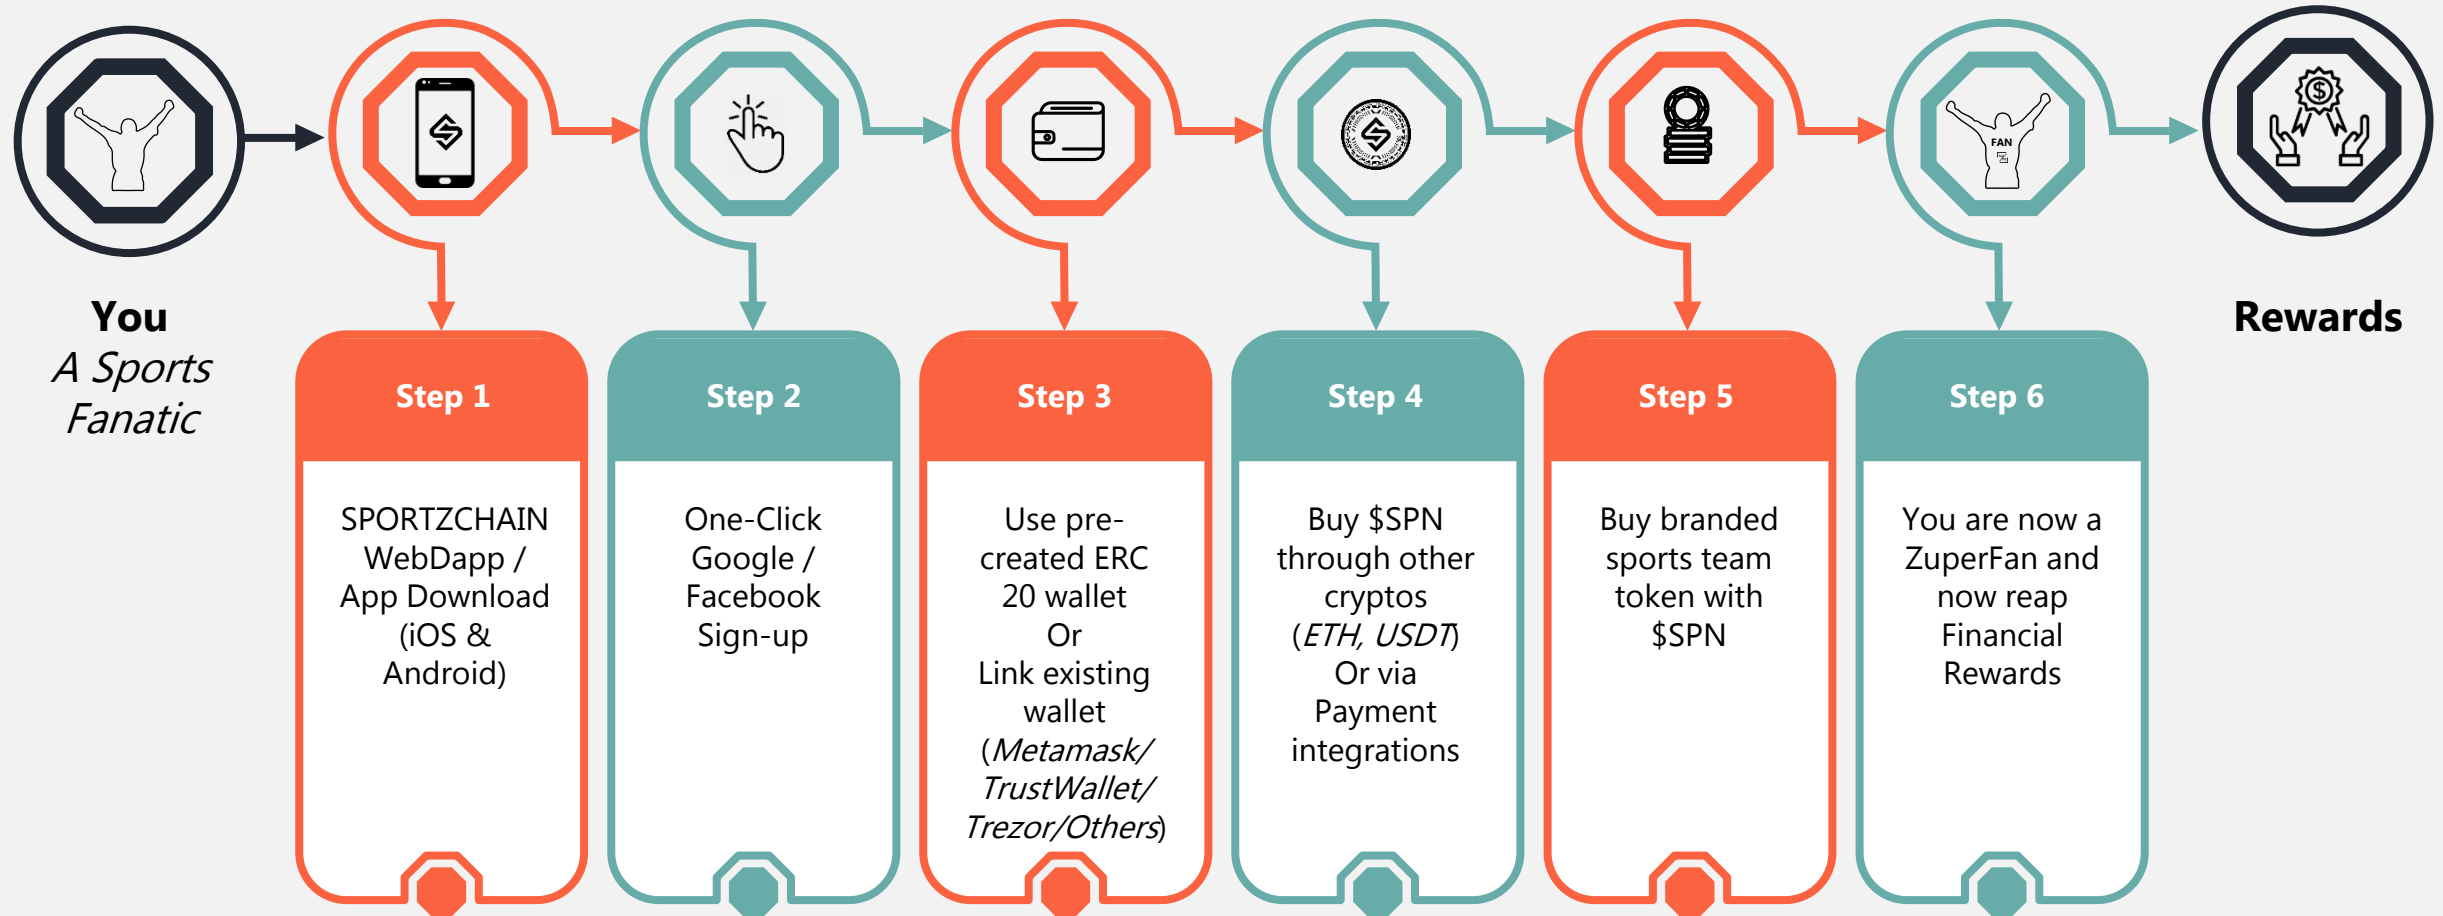 FAN
You
A Sports
Fanatic
Rewards
Step 1
SPORTZCHAIN
WebDapp /
App Download
(iOS &
Android)
Step 2
One-Click
Google /
Facebook
Sign-up
Step 3
Use pre-
created ERC
20 wallet
Or
Link existing
wallet
(Metamask/
TrustWallet/
Trezor/Others)
Step 4
Buy $SPN
through other
cryptos
(ETH, USDT)
Or via
Payment
integrations
Step 5
Buy branded
sports team
token with
$SPN
Step 6
You are now a
ZuperFan and
now reap
Financial
Rewards